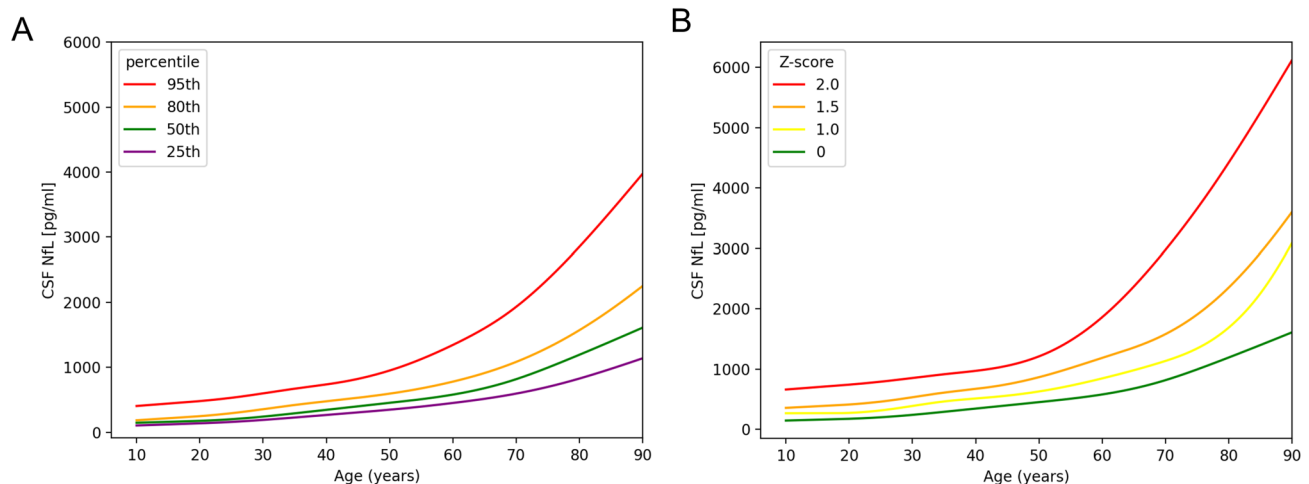 A
percentile
95th
80th
50th
25th
CSF NfL [pg/ml]
6000
5000
4000
3000
2000
1000
0
10 20 30 40 50 60 70 80 90
Age (years)
B
Z-score
2.0
1.5
1.0
0
CSF NfL [pg/ml]
6000
5000
4000
3000
2000
1000
0
10 20 30 40 50 60 70 80 90
Age (years)